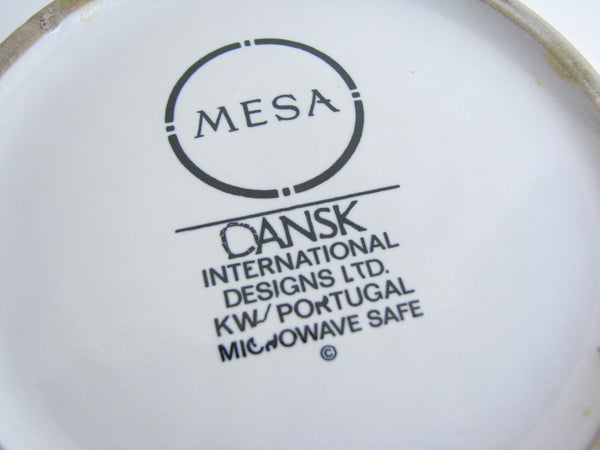 MESA
©
DANSK
INTERNATIONAL
DESIGNS LTD.
KW/ PORTUGAL
MICROWAVE SAFE
©